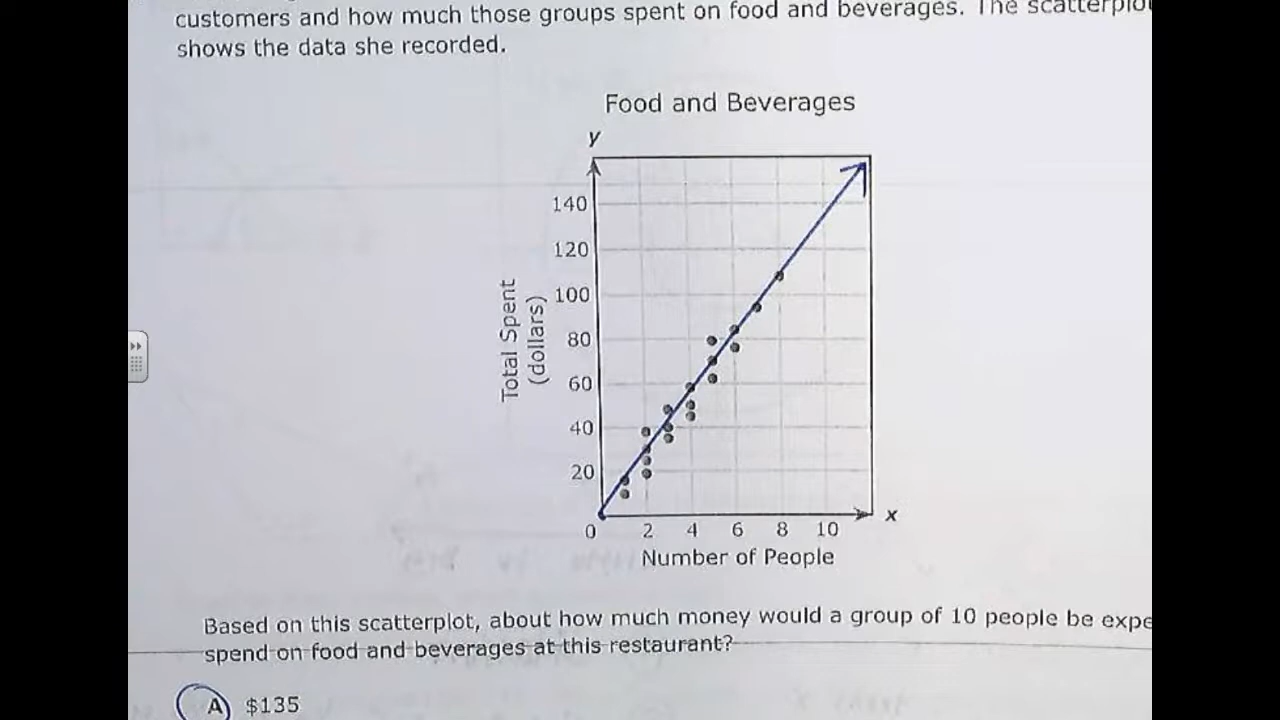 customers and how much those groups spent on food and beverages. The scatterplot
shows the data she recorded.
Food and Beverages
y
140
120
100
80
60
40
20
0
2 4 6 8 10
x
Total Spent
(dollars)
Number of People
Based on this scatterplot, about how much money would a group of 10 people be expe
spend on food and beverages at this restaurant?
A $135